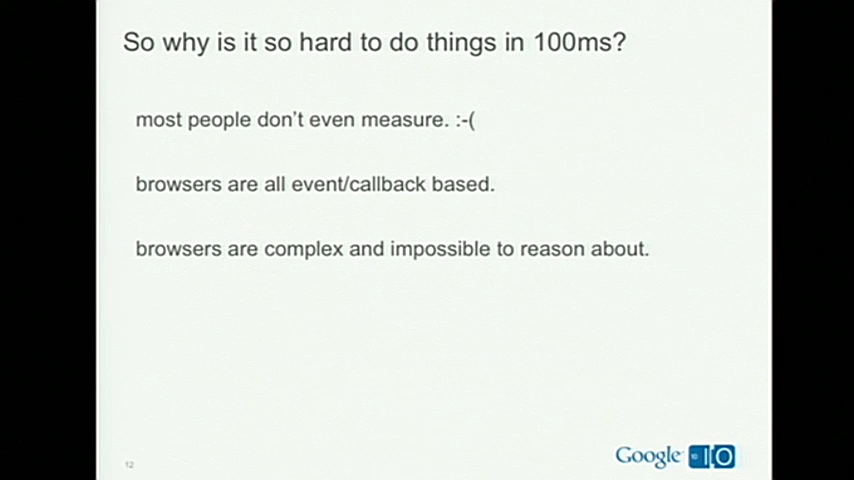 So why is it so hard to do things in 100ms?
most people don't even measure. :-(
browsers are all event/callback based.
browsers are complex and impossible to reason about.
12
Google IO